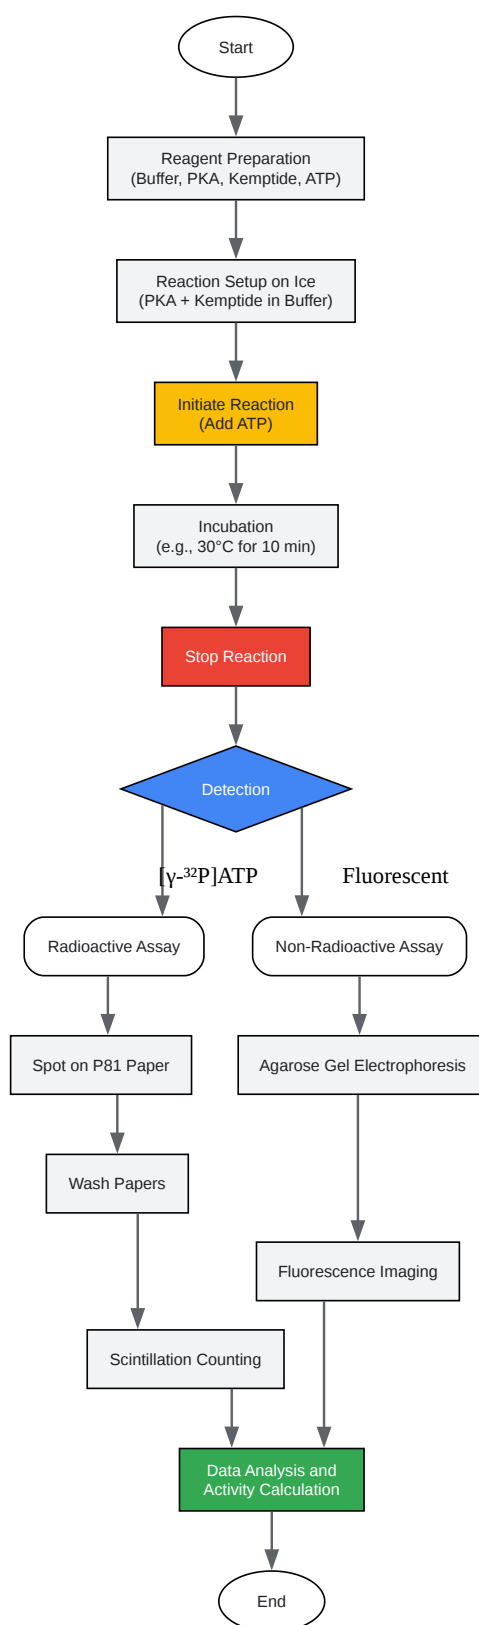 Start
Reagent Preparation
(Buffer, PKA, Kemptide, ATP)
Reaction Setup on Ice
(PKA + Kemptide in Buffer)
Initiate Reaction
(Add ATP)
Incubation
(e.g., 30°C for 10 min)
Stop Reaction
Detection
[γ-³²P]ATP
Fluorescent
Radioactive Assay
Non-Radioactive Assay
Spot on P81 Paper
Agarose Gel Electrophoresis
Wash Papers
Fluorescence Imaging
Scintillation Counting
Data Analysis and
Activity Calculation
End